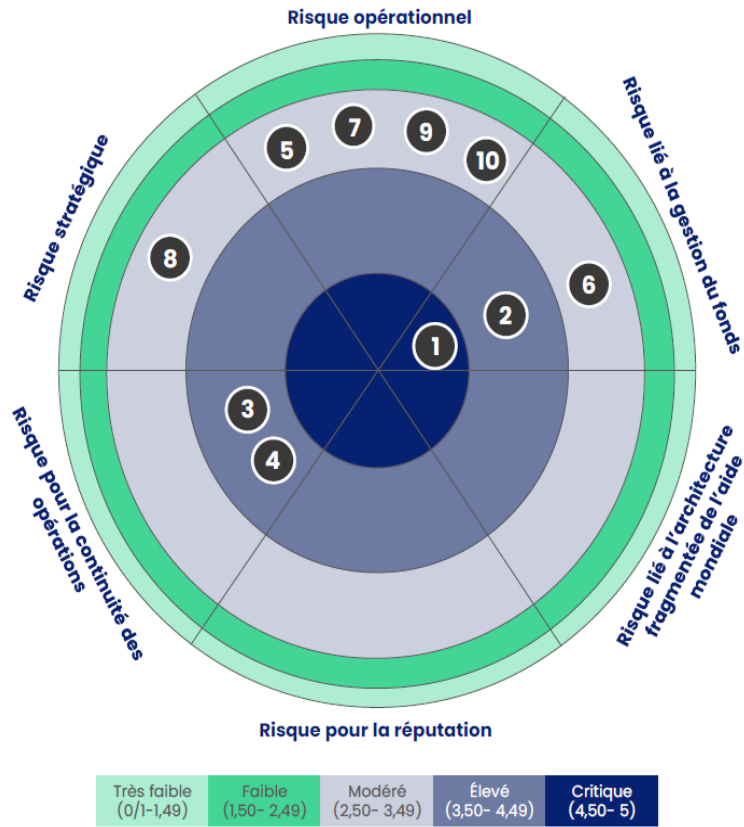 Risque opérationnel
Risque stratégique
Risque lié à la gestion du fonds
5
7
9
10
8
6
2
1
3
4
Risque pour la continuité des
opérations
Risque lié à l'architecture
fragmentée de l'aide
mondiale
Risque pour la réputation
Très faible
(0/1-1,49)
Faible
(1,50- 2,49)
Modéré
(2,50- 3,49)
Élevé
(3,50- 4,49)
Critique
(4,50- 5)